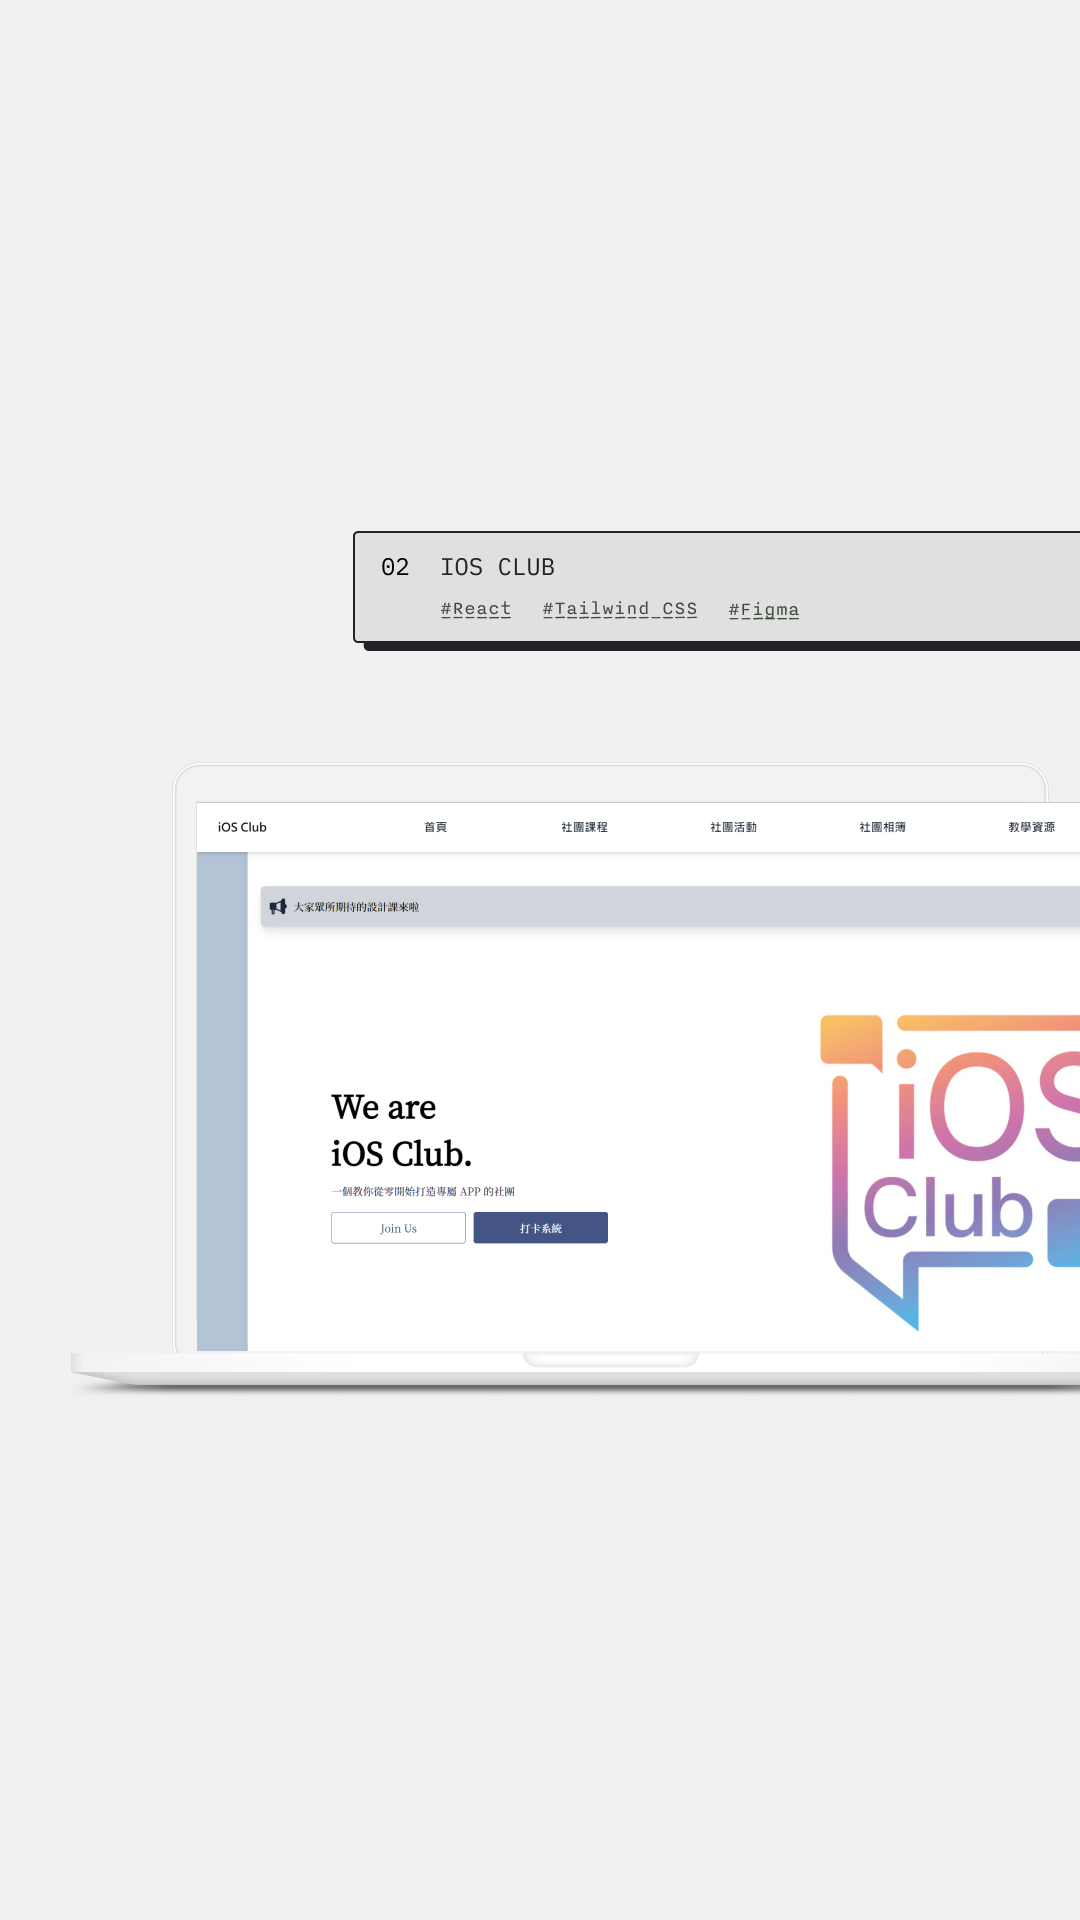 02 IOS CLUB
#React #Tailwind CSS #Figma
iOS Club 首頁 社團課程 社團活動 社團相簿 教學資源
大家眾所期待的設計課來啦
We are
iOS Club.
一個教你從零開始打造專屬 APP 的社團
Join Us 打卡系統
iOS
Club